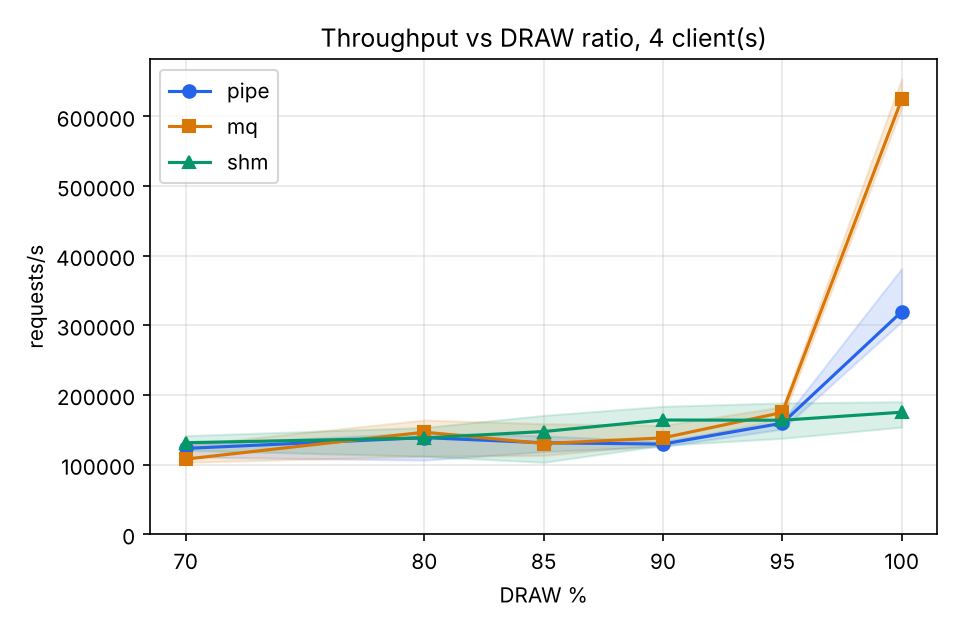 Throughput vs DRAW ratio, 4 client(s)
pipe
mq
shm
requests/s
600000
500000
400000
300000
200000
100000
0
70 80 85 90 95 100
DRAW %